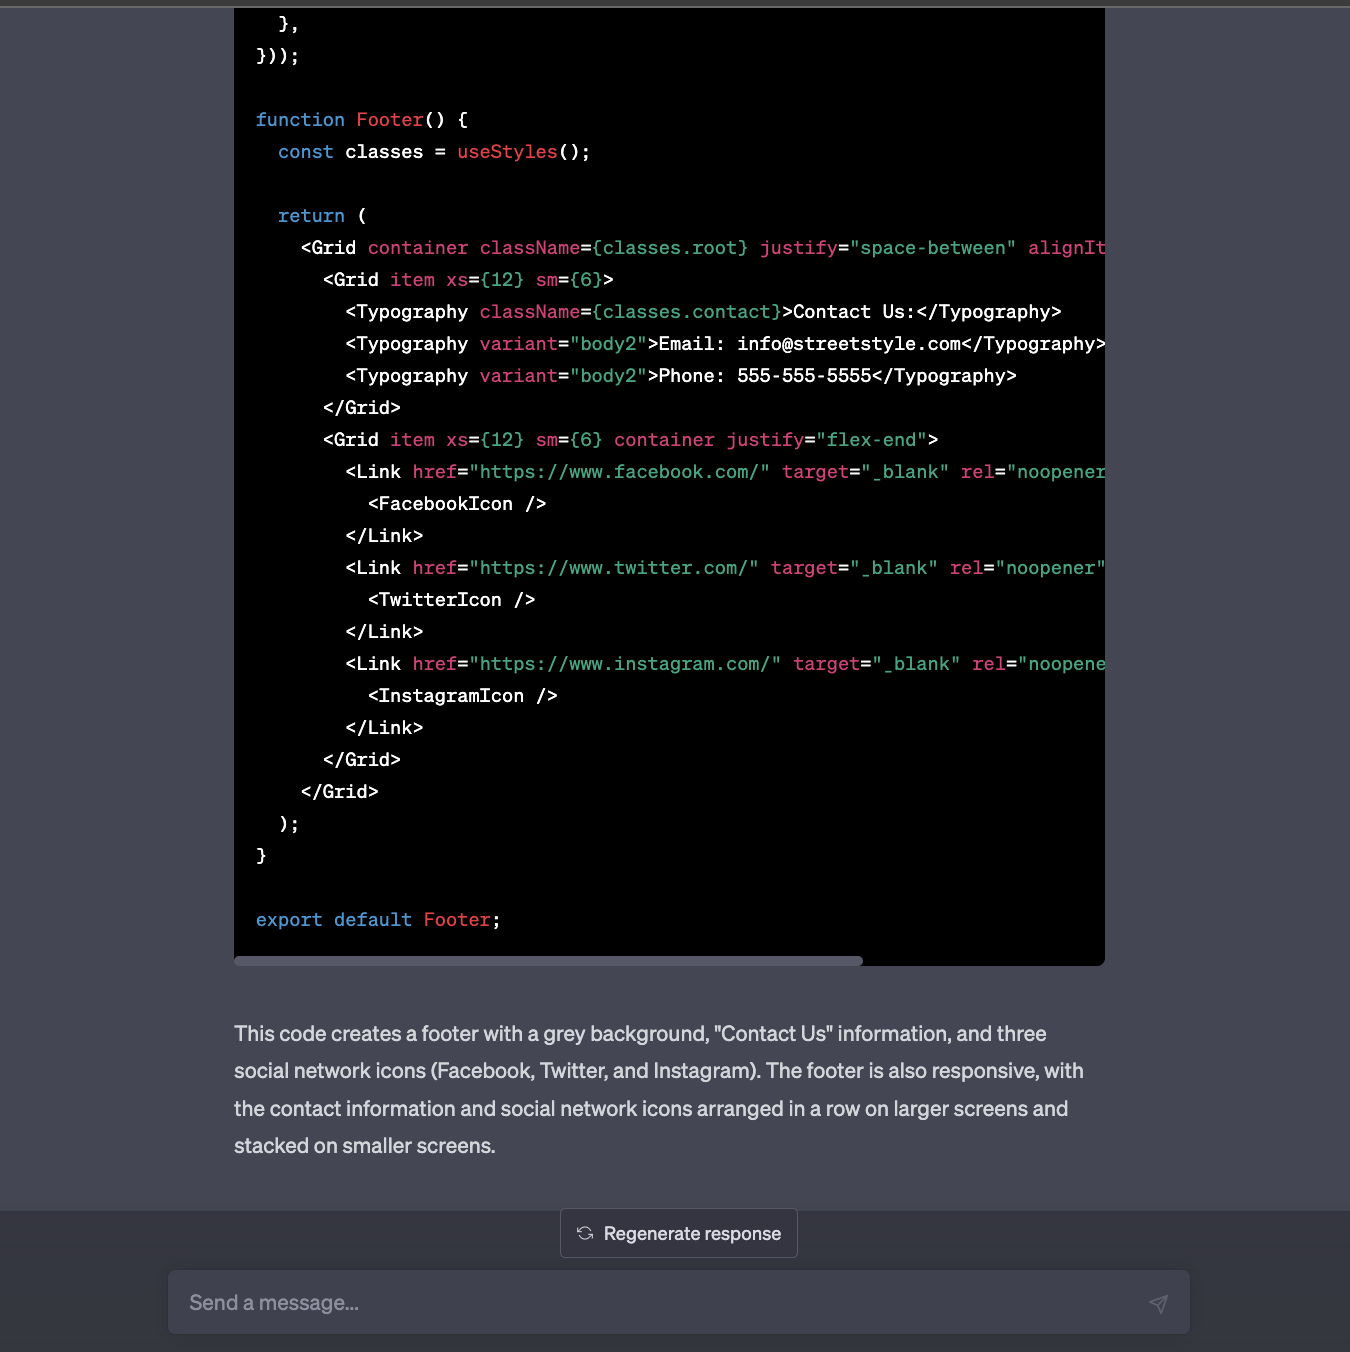 },
}));

function Footer() {
  const classes = useStyles();

  return (
    <Grid container className={classes.root} justify="space-between" alignIt
      <Grid item xs={12} sm={6}>
        <Typography className={classes.contact}>Contact Us:</Typography>
        <Typography variant="body2">Email: info@streetstyle.com</Typography>
        <Typography variant="body2">Phone: 555-555-5555</Typography>
      </Grid>
      <Grid item xs={12} sm={6} container justify="flex-end">
        <Link href="https://www.facebook.com/" target="_blank" rel="noopener
          <FacebookIcon />
        </Link>
        <Link href="https://www.twitter.com/" target="_blank" rel="noopener"
          <TwitterIcon />
        </Link>
        <Link href="https://www.instagram.com/" target="_blank" rel="noopene
          <InstagramIcon />
        </Link>
      </Grid>
    </Grid>
  );
}

export default Footer;
This code creates a footer with a grey background, "Contact Us" information, and three
social network icons (Facebook, Twitter, and Instagram). The footer is also responsive, with
the contact information and social network icons arranged in a row on larger screens and
stacked on smaller screens.
Regenerate response
Send a message...